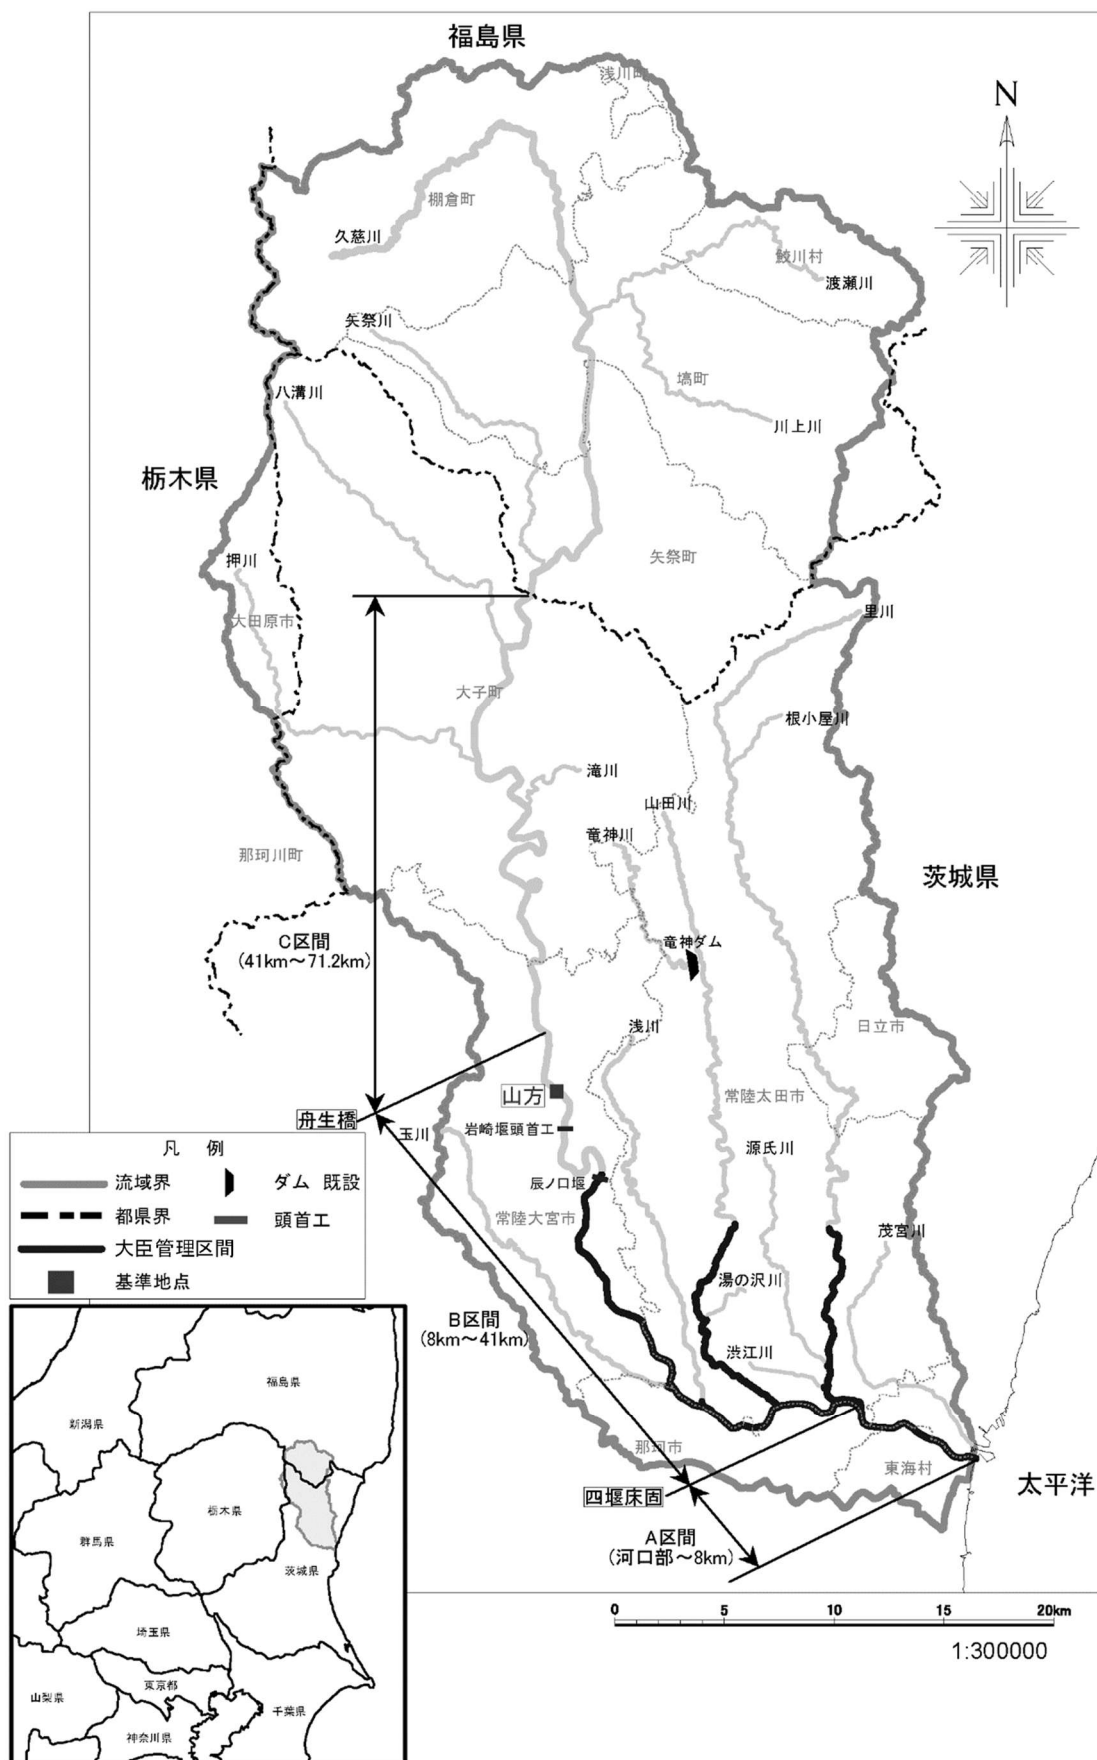 福島県
浅川町
N
棚倉町
久慈川
鮫川村
渡瀬川
矢祭川
塙町
八溝川
川上川
栃木県
矢祭町
押川
大田原市
里川
大子町
根小屋川
滝川
山田川
竜神川
那珂川町
茨城県
C区間
(41km～71.2km)
竜神ダム
浅川
日立市
山方
常陸太田市
舟生橋
玉川
岩崎堰頭首工
源氏川
辰ノ口堰
常陸大宮市
茂宮川
湯の沢川
B区間
(8km～41km)
渋江川
那珂市
東海村
四堰床固
太平洋
A区間
(河口部～8km)
凡 例
流域界
ダム 既設
都県界
頭首工
大臣管理区間
基準地点
福島県
新潟県
栃木県
群馬県
茨城県
埼玉県
東京都
山梨県
千葉県
神奈川県
0 5 10 15 20km
1:300000